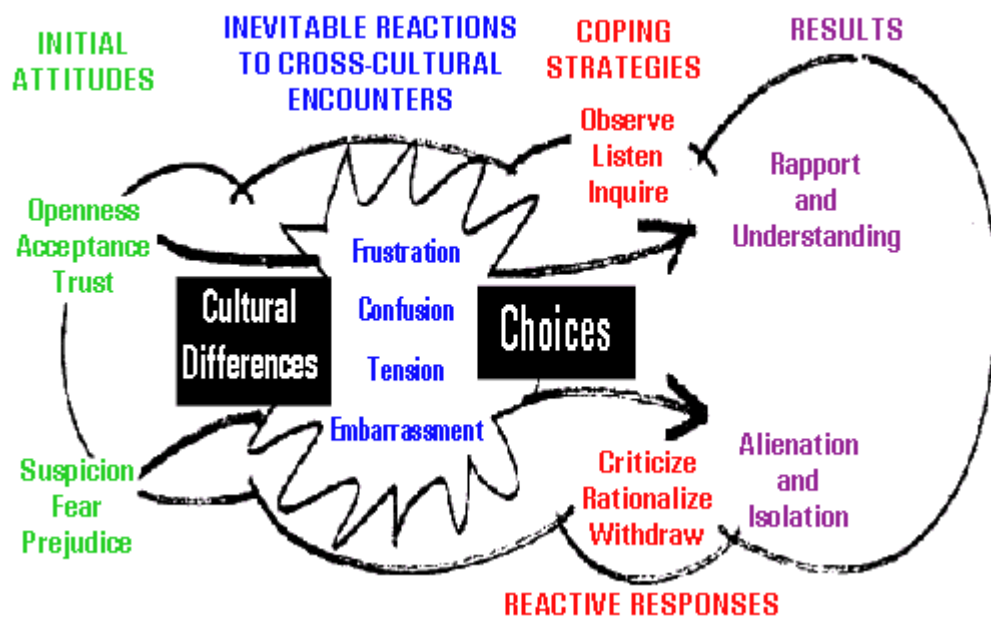 INITIAL
ATTITUDES
INEVITABLE REACTIONS
TO CROSS-CULTURAL
ENCOUNTERS
COPING
STRATEGIES
RESULTS
Openness
Acceptance
Trust
Suspicion
Fear
Prejudice
Cultural
Differences
Frustration
Confusion
Tension
Embarrassment
Choices
Observe
Listen
Inquire
Criticize
Rationalize
Withdraw
REACTIVE RESPONSES
Rapport
and
Understanding
Alienation
and
Isolation